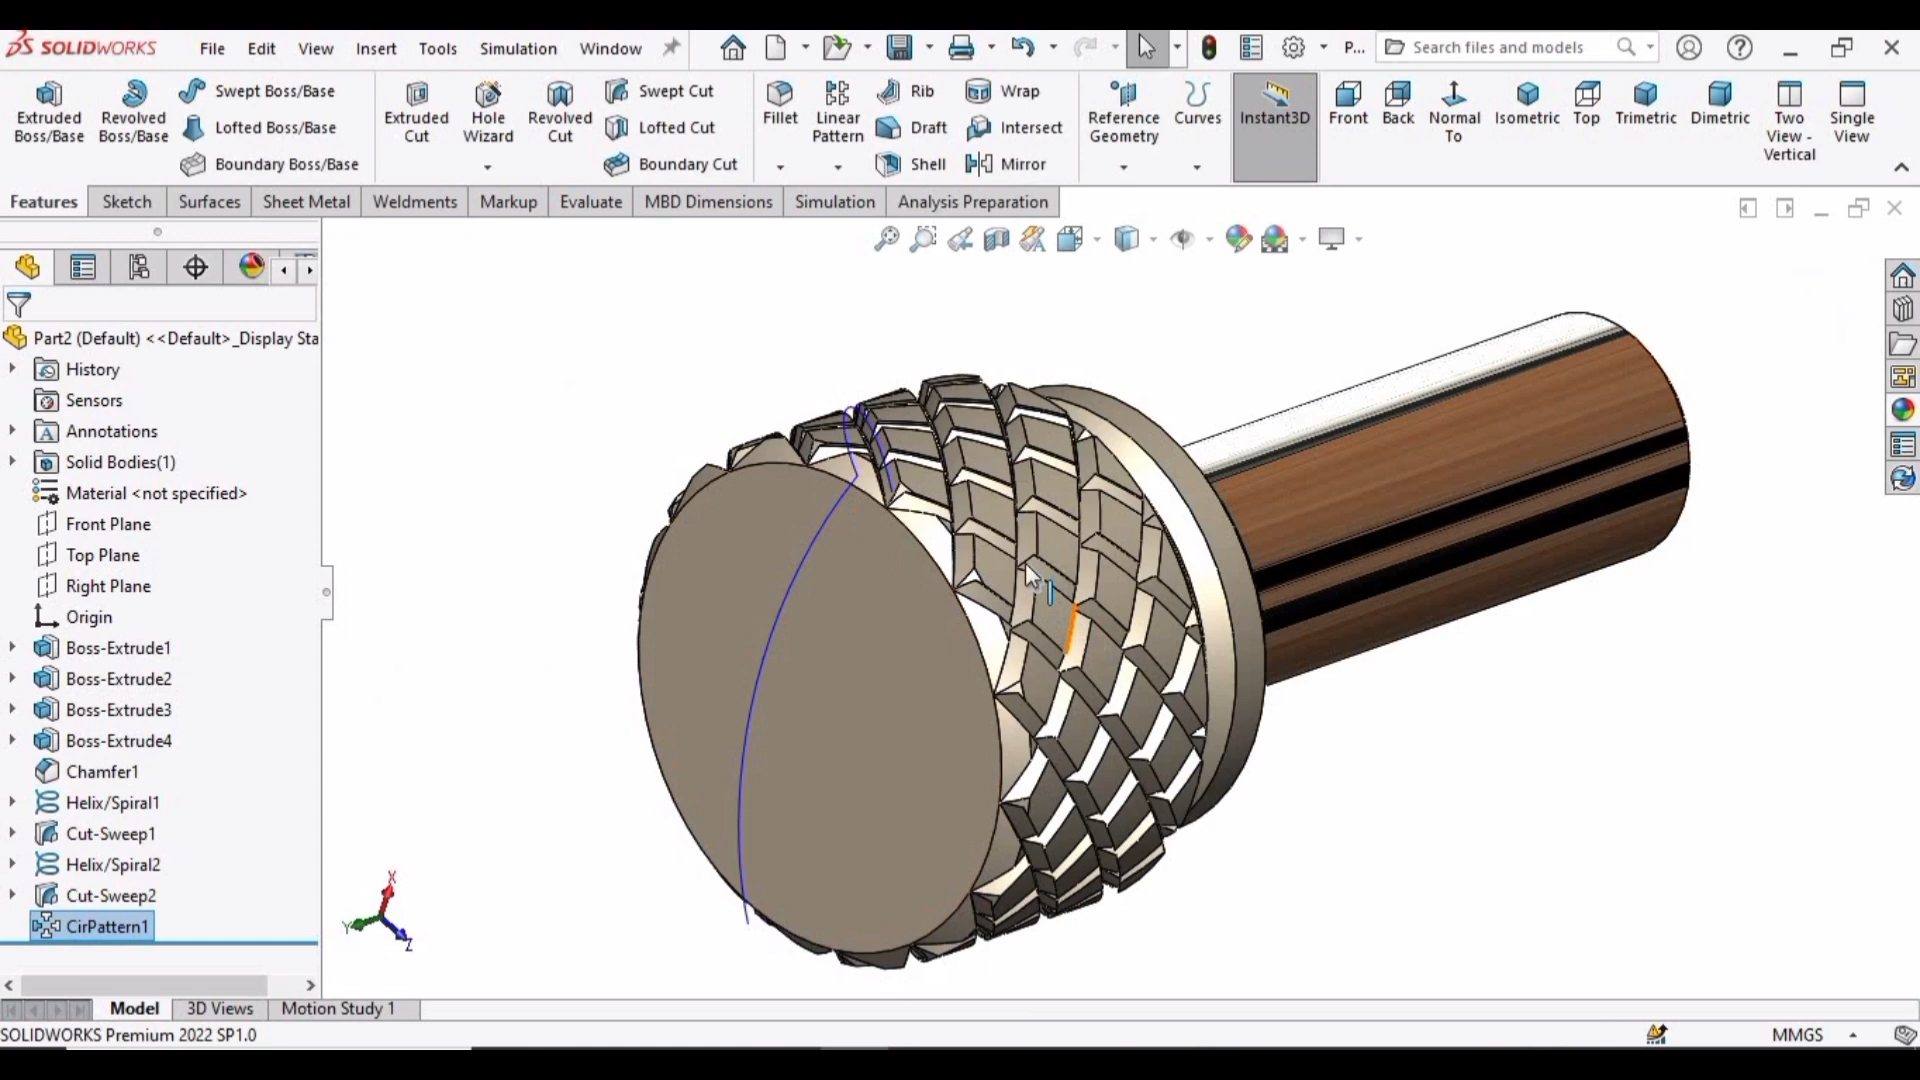 SOLIDWORKS File Edit View Insert Tools Simulation Window P... Search files and models
Extruded Boss/Base
Revolved Boss/Base
Swept Boss/Base
Lofted Boss/Base
Boundary Boss/Base
Extruded Cut
Hole Wizard
Revolved Cut
Swept Cut
Lofted Cut
Boundary Cut
Fillet
Linear Pattern
Rib
Draft
Shell
Wrap
Intersect
Mirror
Reference Geometry
Curves
Instant3D
Front
Back
Normal To
Isometric
Top
Trimetric
Dimetric
Two View - Vertical
Single View
Features Sketch Surfaces Sheet Metal Weldments Markup Evaluate MBD Dimensions Simulation Analysis Preparation
Part2 (Default) <<Default>_Display Sta
History
Sensors
A Annotations
Solid Bodies(1)
Material <not specified>
Front Plane
Top Plane
Right Plane
Origin
Boss-Extrude1
Boss-Extrude2
Boss-Extrude3
Boss-Extrude4
Chamfer1
Helix/Spiral1
Cut-Sweep1
Helix/Spiral2
Cut-Sweep2
CirPattern1
X
Y
Z
Model 3D Views Motion Study 1
SOLIDWORKS Premium 2022 SP1.0 MMGS